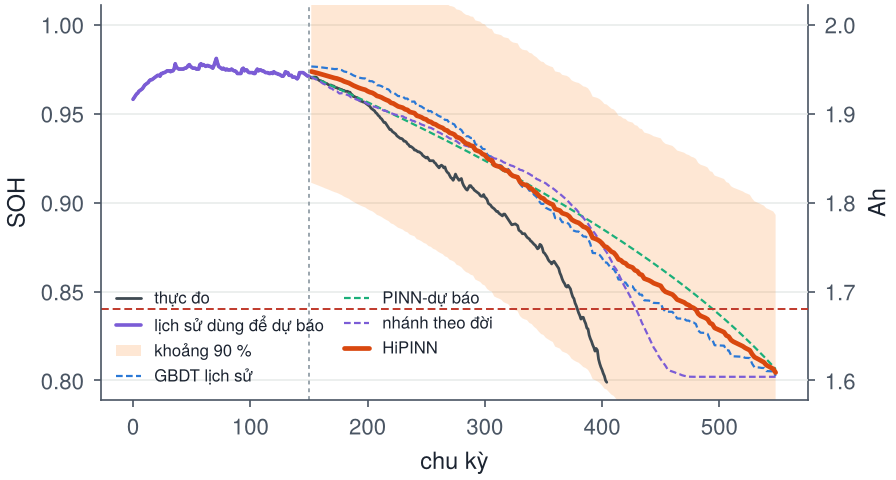 1.00
0.95
0.90
0.85
0.80
SOH
2.0
1.9
1.8
1.7
1.6
Ah
thực đo
lịch sử dùng để dự báo
khoảng 90 %
GBDT lịch sử
PINN-dự báo
nhánh theo đời
HiPINN
0 100 200 300 400 500
chu kỳ